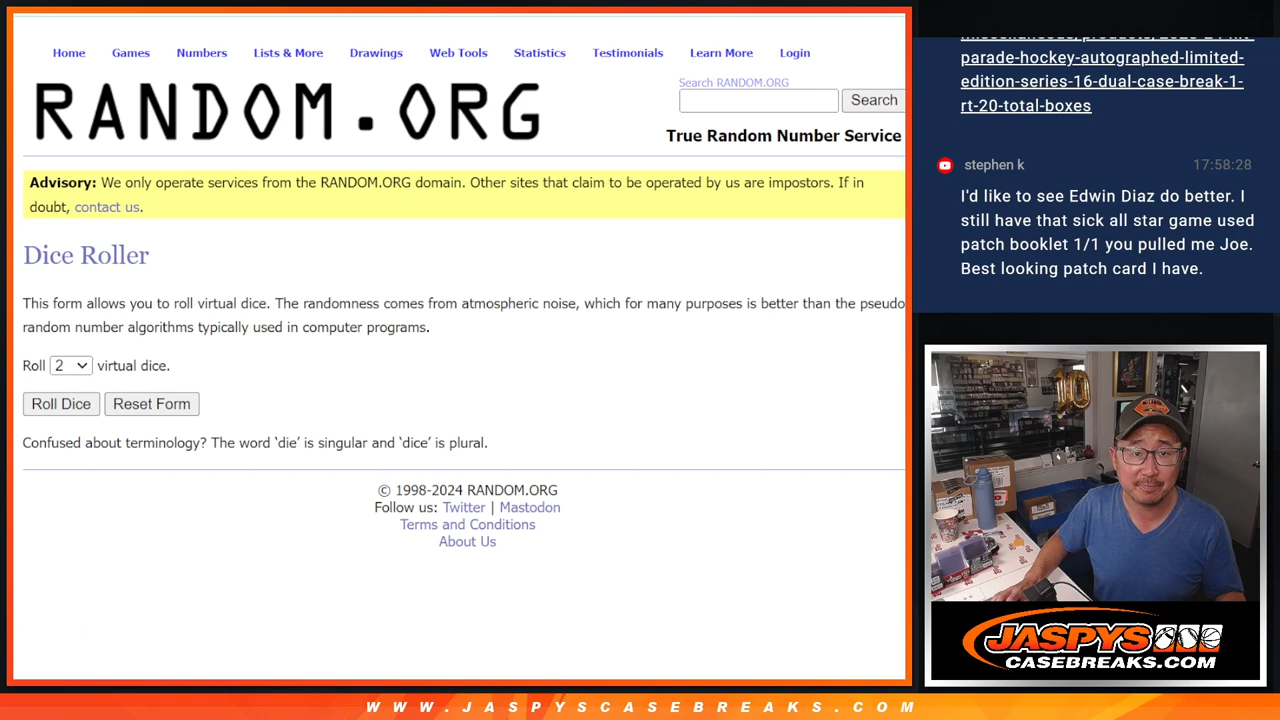 Home Games Numbers Lists & More Drawings Web Tools Statistics Testimonials Learn More Login
RANDOM.ORG
Search RANDOM.ORG
Search
True Random Number Service
Advisory: We only operate services from the RANDOM.ORG domain. Other sites that claim to be operated by us are impostors. If in
doubt, contact us.
Dice Roller
This form allows you to roll virtual dice. The randomness comes from atmospheric noise, which for many purposes is better than the pseudo
random number algorithms typically used in computer programs.
Roll 2 virtual dice.
Roll Dice Reset Form
Confused about terminology? The word ‘die’ is singular and ‘dice’ is plural.
© 1998-2024 RANDOM.ORG
Follow us: Twitter | Mastodon
Terms and Conditions
About Us
parade-hockey-autographed-limited-
edition-series-16-dual-case-break-1-
rt-20-total-boxes
stephen k 17:58:28
I'd like to see Edwin Diaz do better. I
still have that sick all star game used
patch booklet 1/1 you pulled me Joe.
Best looking patch card I have.
10
JASPYS
CASEBREAKS.COM
WWW.JASPYSCASEBREAKS.COM